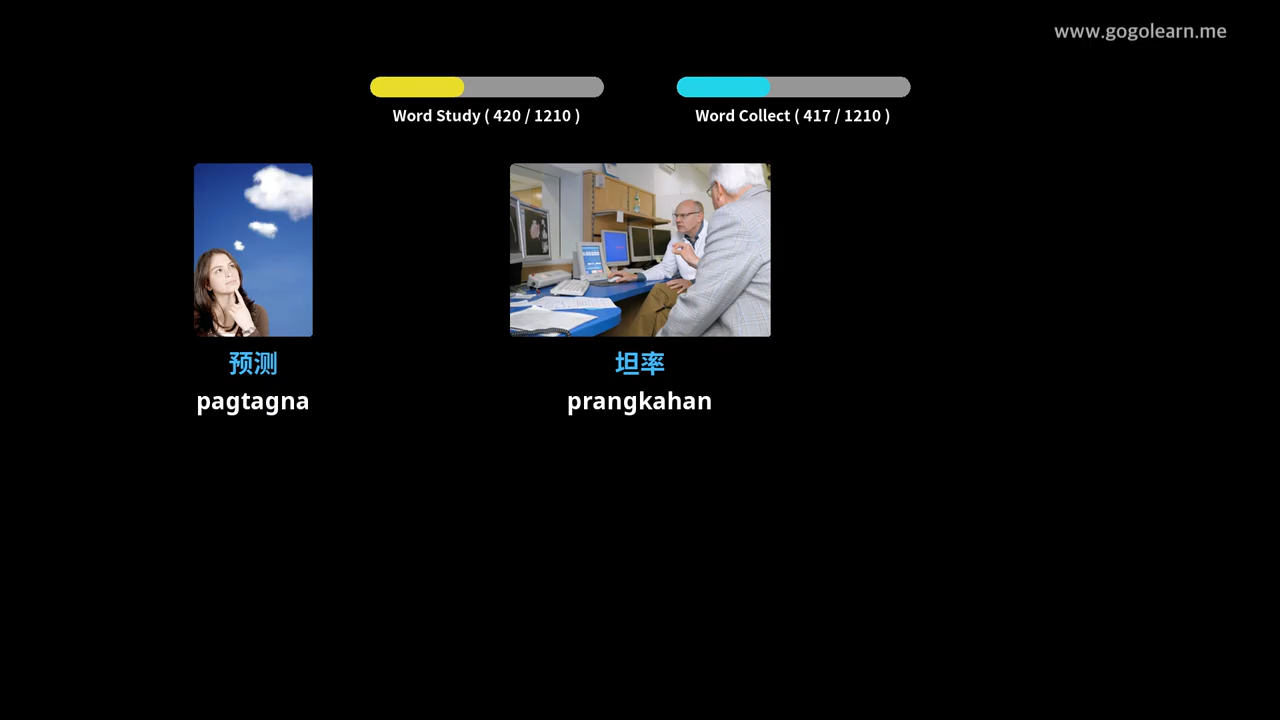 www.gogolearn.me
Word Study ( 420 / 1210 )
Word Collect ( 417 / 1210 )
预测
pagtagna
坦率
prangkahan